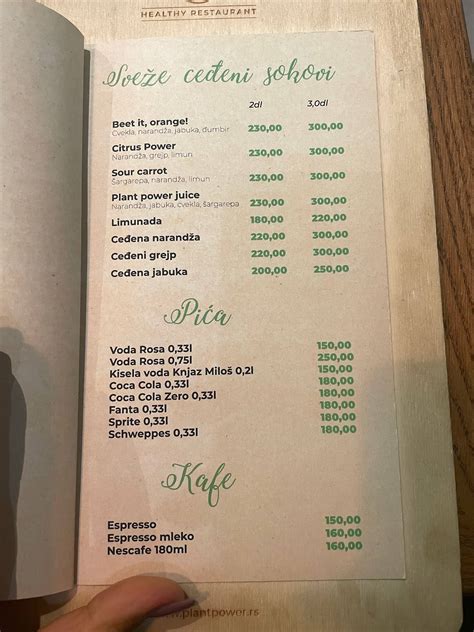 HEALTHY RESTAURANT
Sveže ceđeni sokovi
2dl 3,0dl
Beet it, orange! 230,00 300,00
Cvekla, narandža, jabuka, đumbir
Citrus Power 230,00 300,00
Narandža, grejp, limun
Sour carrot 230,00 300,00
Šargarepa, narandža, limun
Plant power juice 230,00 300,00
Narandža, jabuka, cvekla, šargarepa
Limunada 180,00 220,00
Ceđena narandža 220,00 300,00
Ceđeni grejp 220,00 300,00
Ceđena jabuka 200,00 250,00
Pića
Voda Rosa 0,33l 150,00
Voda Rosa 0,75l 250,00
Kisela voda Knjaz Miloš 0,2l 150,00
Coca Cola 0,33l 180,00
Coca Cola Zero 0,33l 180,00
Fanta 0,33l 180,00
Sprite 0,33l 180,00
Schweppes 0,33l 180,00
Kafe
Espresso 150,00
Espresso mleko 160,00
Nescafe 180ml 160,00
www.plantpower.rs